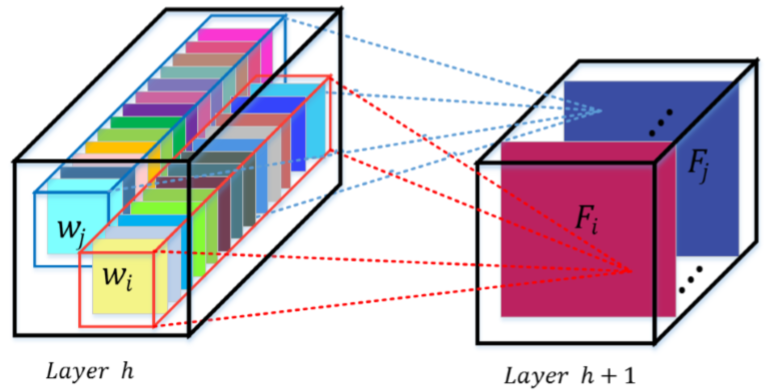 w_j
w_i
F_j
F_i
Layer h
Layer h + 1